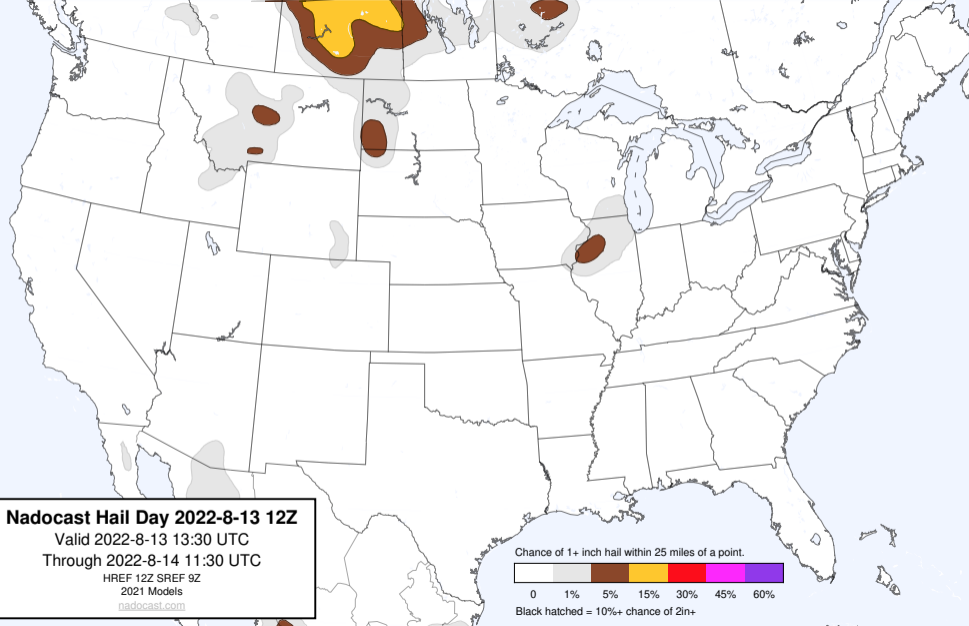 Nadocast Hail Day 2022-8-13 12Z
Valid 2022-8-13 13:30 UTC
Through 2022-8-14 11:30 UTC
HREF 12Z SREF 9Z
2021 Models
nadocast.com
Chance of 1+ inch hail within 25 miles of a point.
0 1% 5% 15% 30% 45% 60%
Black hatched = 10%+ chance of 2in+